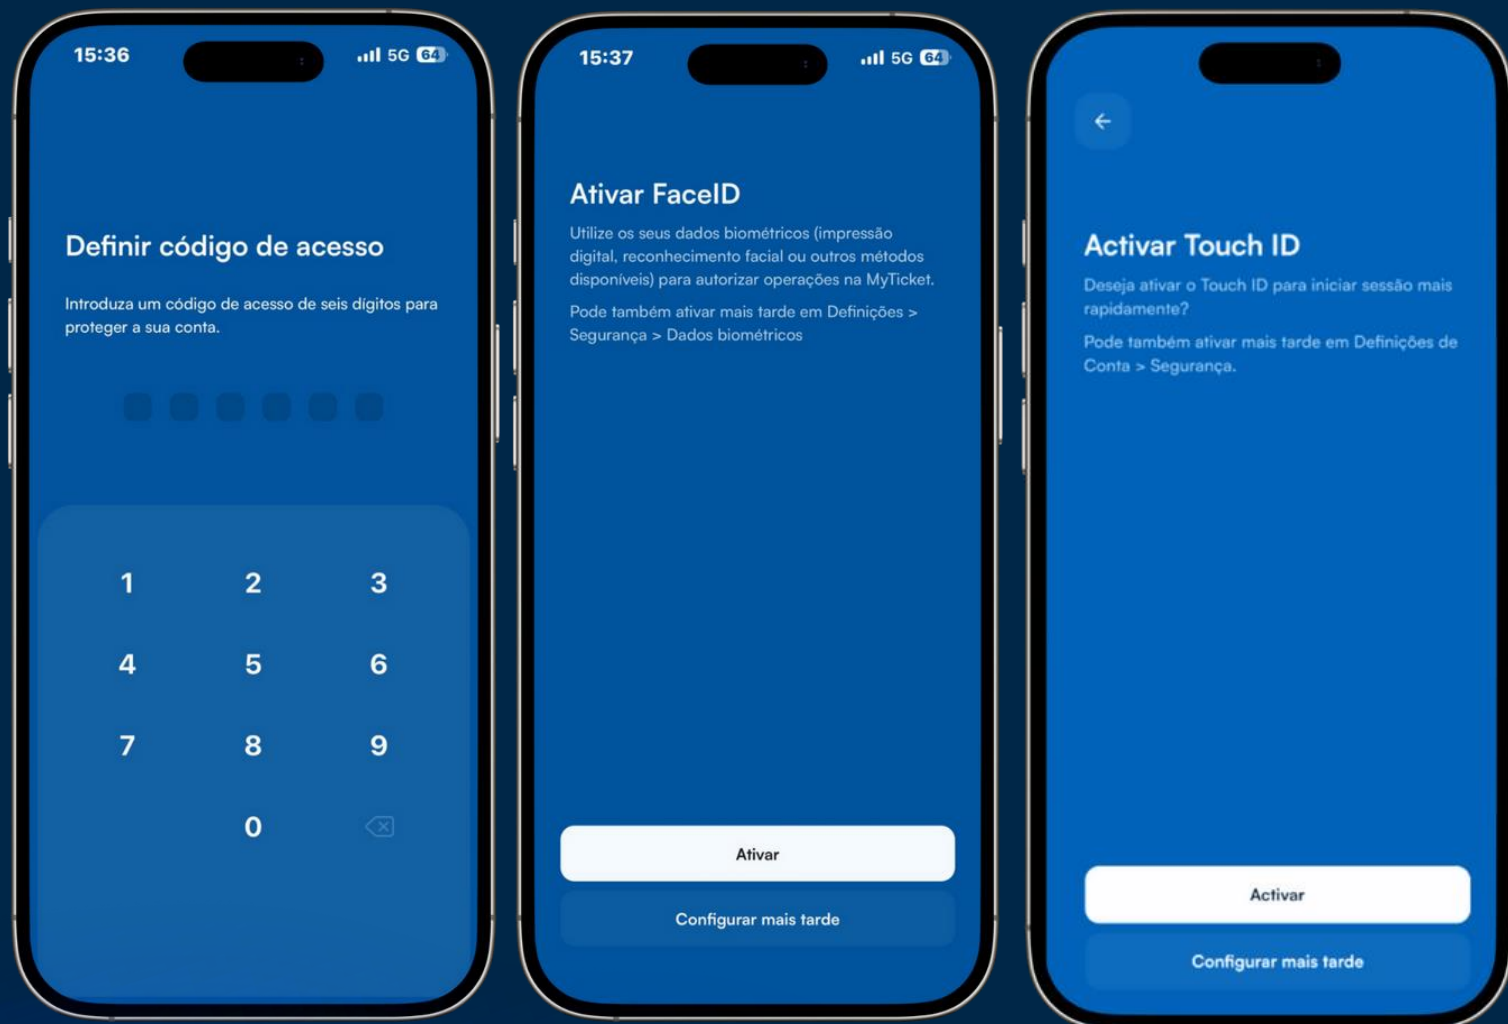 15:36
5G 64
Definir código de acesso
Introduza um código de acesso de seis dígitos para
proteger a sua conta.
1 2 3
4 5 6
7 8 9
0
15:37
5G 64
Ativar FaceID
Utilize os seus dados biométricos (impressão
digital, reconhecimento facial ou outros métodos
disponíveis) para autorizar operações na MyTicket.
Pode também ativar mais tarde em Definições >
Segurança > Dados biométricos
Ativar
Configurar mais tarde
Activar Touch ID
Deseja ativar o Touch ID para iniciar sessão mais
rapidamente?
Pode também ativar mais tarde em Definições de
Conta > Segurança.
Activar
Configurar mais tarde